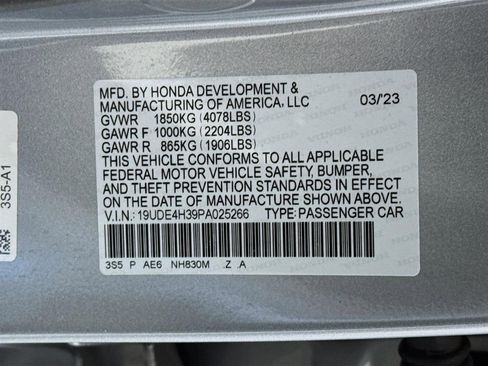 MFD. BY HONDA DEVELOPMENT &
MANUFACTURING OF AMERICA, LLC 03/'23
GVWR 1850KG (4078LBS)
GAWR F 1000KG (2204LBS)
GAWR R 865KG (1906LBS)
THIS VEHICLE CONFORMS TO ALL APPLICABLE
FEDERAL MOTOR VEHICLE SAFETY, BUMPER,
AND THEFT PREVENTION STANDARDS IN EFFECT
ON THE DATE OF MANUFACTURE SHOWN ABOVE.
V.I.N.: 19UDE4H39PA025266 TYPE: PASSENGER CAR
3S5 P AE6 NH830M .Z .A
3S5-A1